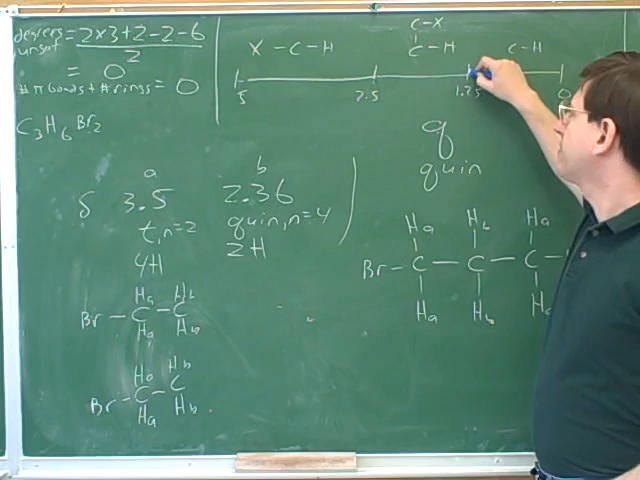 degrees unsat = 2x3+2-2-6
2
= 0
# π bonds + # rings = 0
C3H6Br2
C-X
X - C - H
C-H
C-H
5
2.5
1.75
0
a
b
δ 3.5
2.36
t, n=2
quin, n=4
4H
2H
q
quin
Ha Hb
Br - C - C
Ha Hb
Ha Hb
Br - C - C
Ha Hb
Ha Hb Ha
Br - C - C - C -
Ha Hb Ha